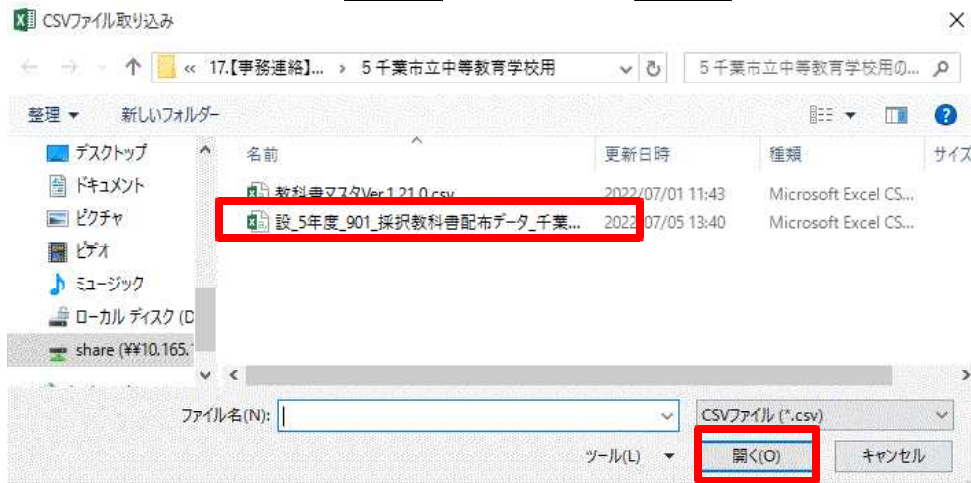 CSVファイル取り込み
« 17.【事務連絡】... › 5 千葉市立中等教育学校用
5 千葉市立中等教育学校用の...
整理 新しいフォルダー
デスクトップ
ドキュメント
ピクチャ
ビデオ
ミュージック
ローカル ディスク (D
share (¥¥10.165.1
名前 更新日時 種類 サイズ
教科書マスタVer.1.21.0.csv 2022/07/01 11:43 Microsoft Excel CS...
設_5年度_901_採択教科書配布データ_千葉... 2022/07/05 13:40 Microsoft Excel CS...
ファイル名(N): CSVファイル (*.csv)
ツール(L) 開く(O) キャンセル